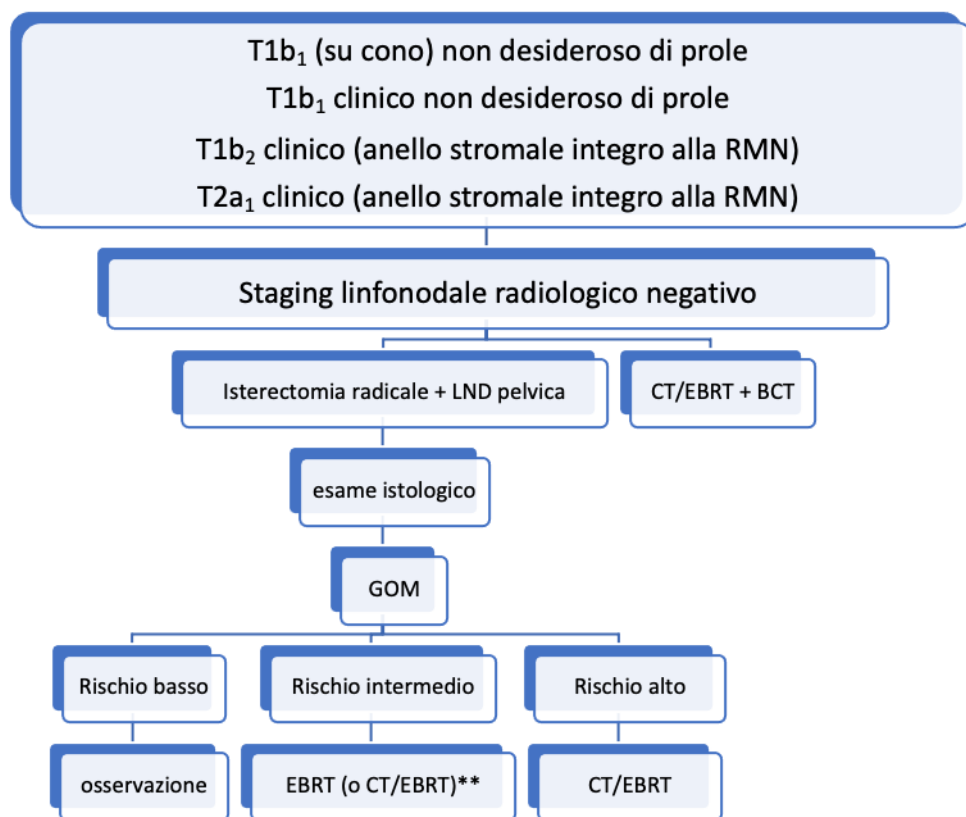 T1b₁ (su cono) non desideroso di prole
T1b₁ clinico non desideroso di prole
T1b₂ clinico (anello stromale integro alla RMN)
T2a₁ clinico (anello stromale integro alla RMN)
Staging linfonodale radiologico negativo
Isterectomia radicale + LND pelvica
CT/EBRT + BCT
esame istologico
GOM
Rischio basso
Rischio intermedio
Rischio alto
osservazione
EBRT (o CT/EBRT)**
CT/EBRT